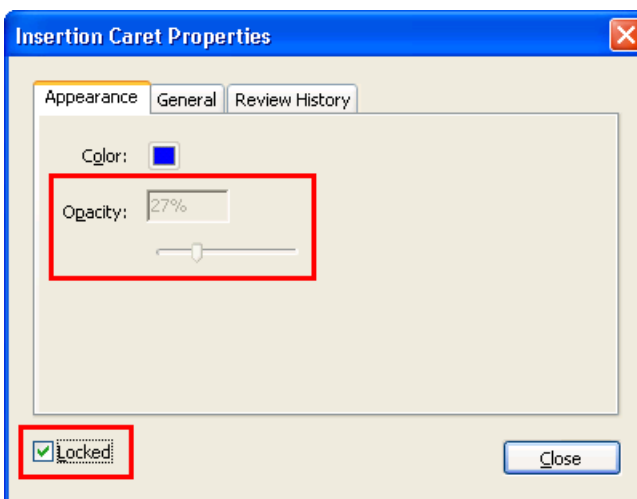 Insertion Caret Properties
Appearance General Review History
Color:
Opacity: 27%
Locked
Close